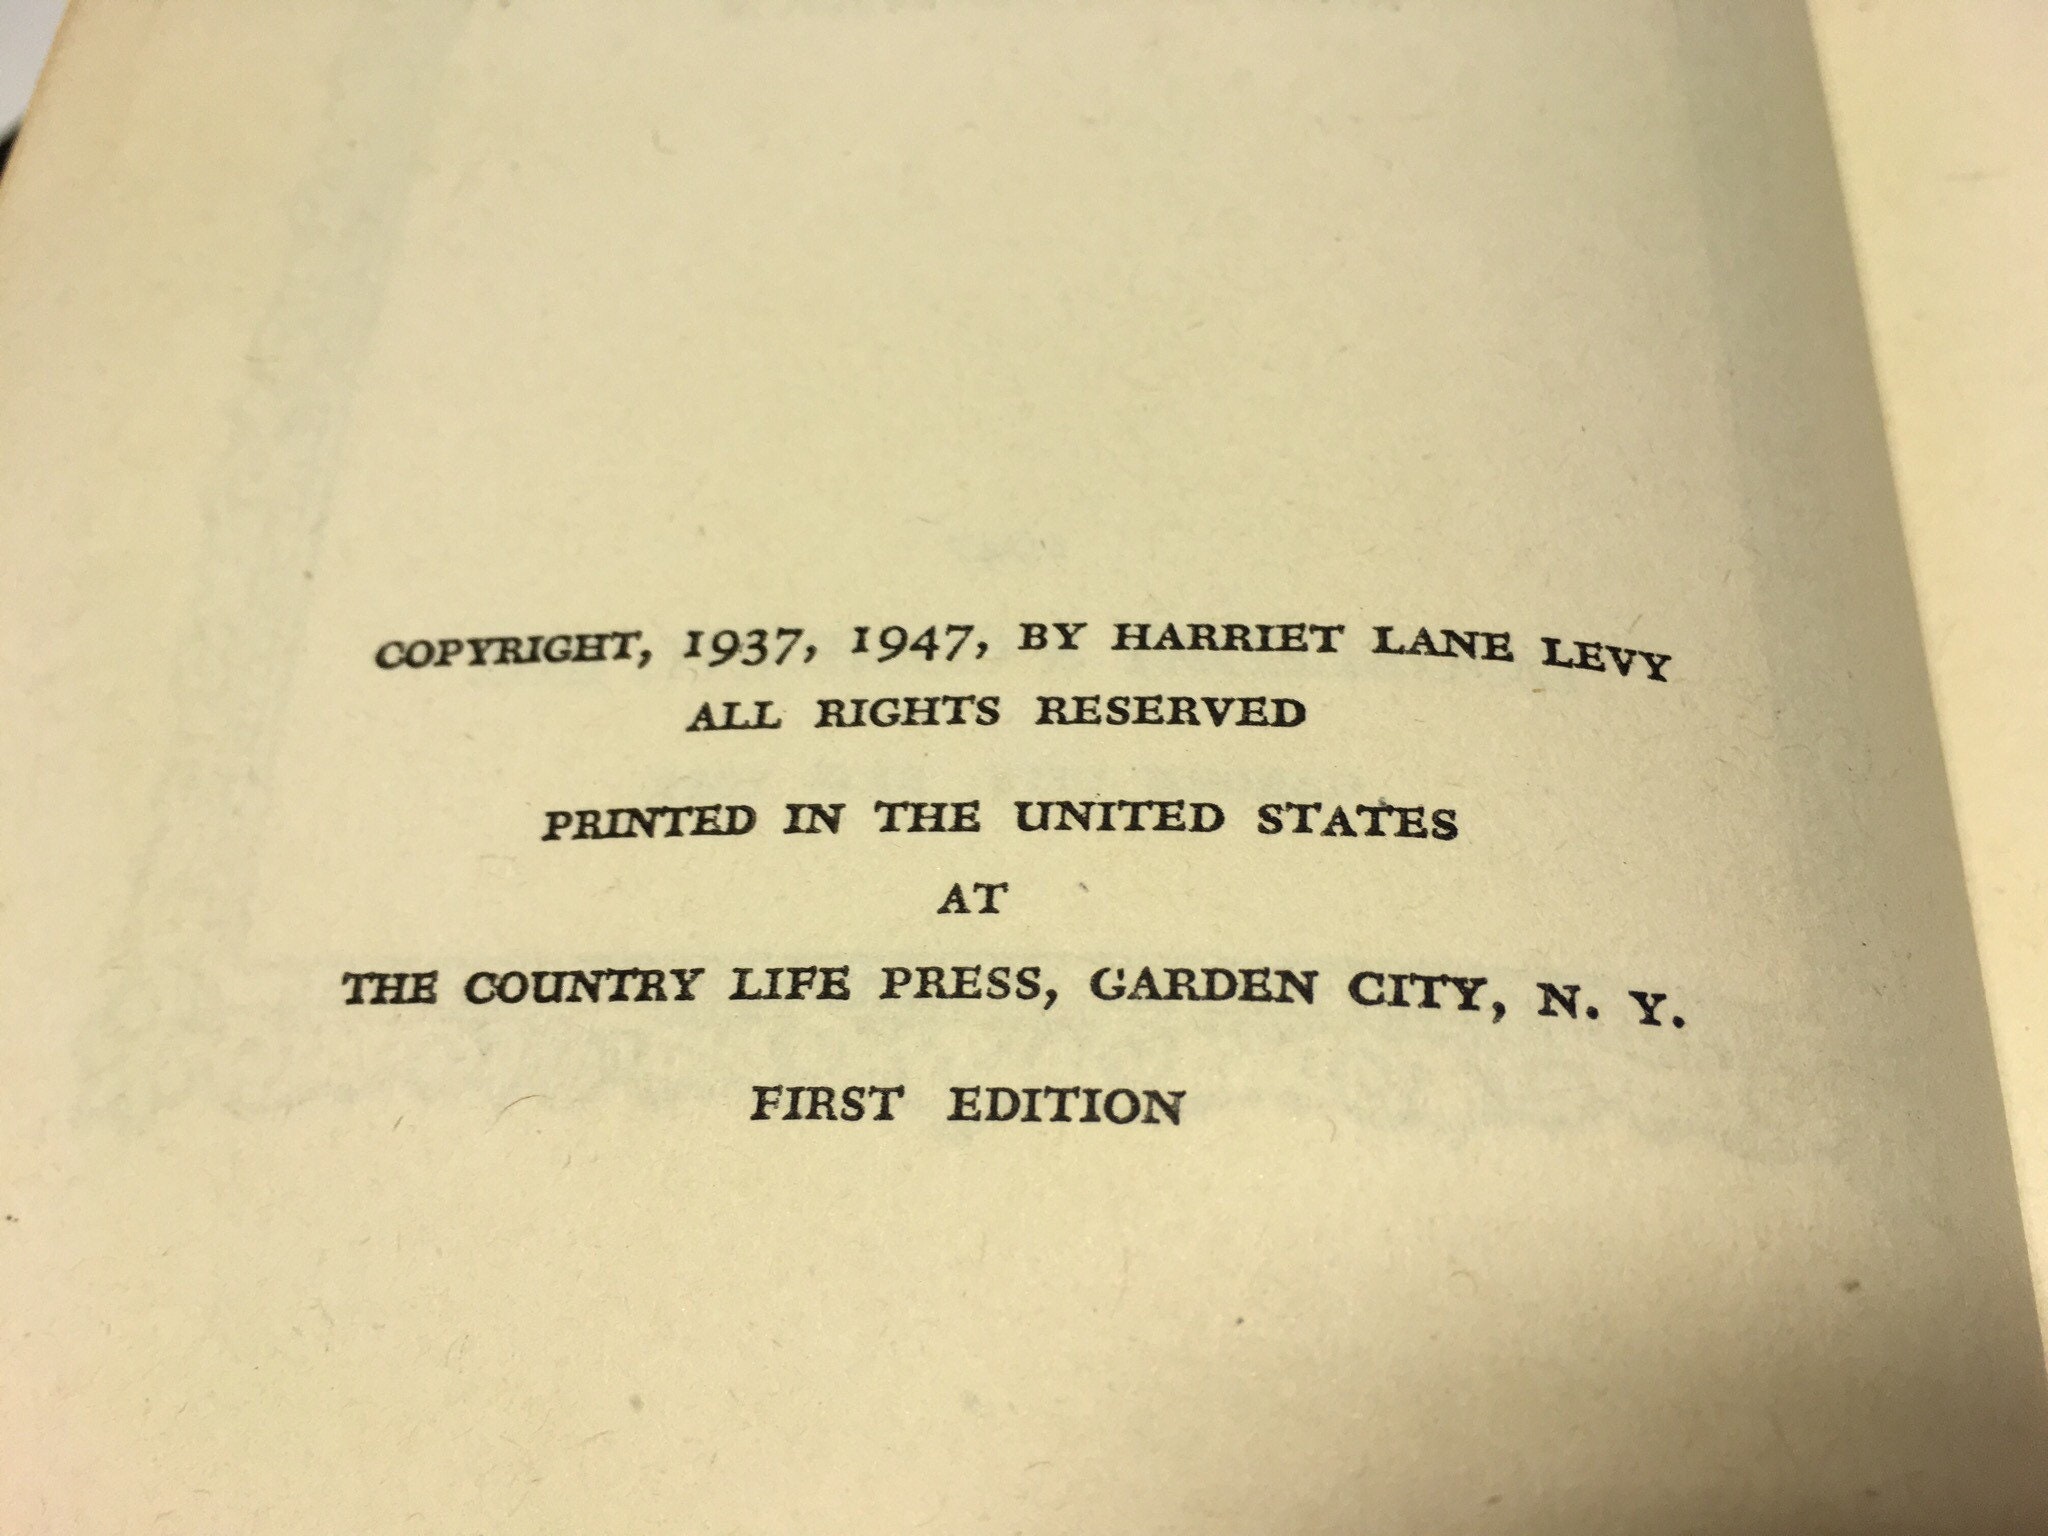 COPYRIGHT, 1937, 1947, BY HARRIET LANE LEVY
ALL RIGHTS RESERVED
PRINTED IN THE UNITED STATES
AT
THE COUNTRY LIFE PRESS, GARDEN CITY, N. Y.
FIRST EDITION